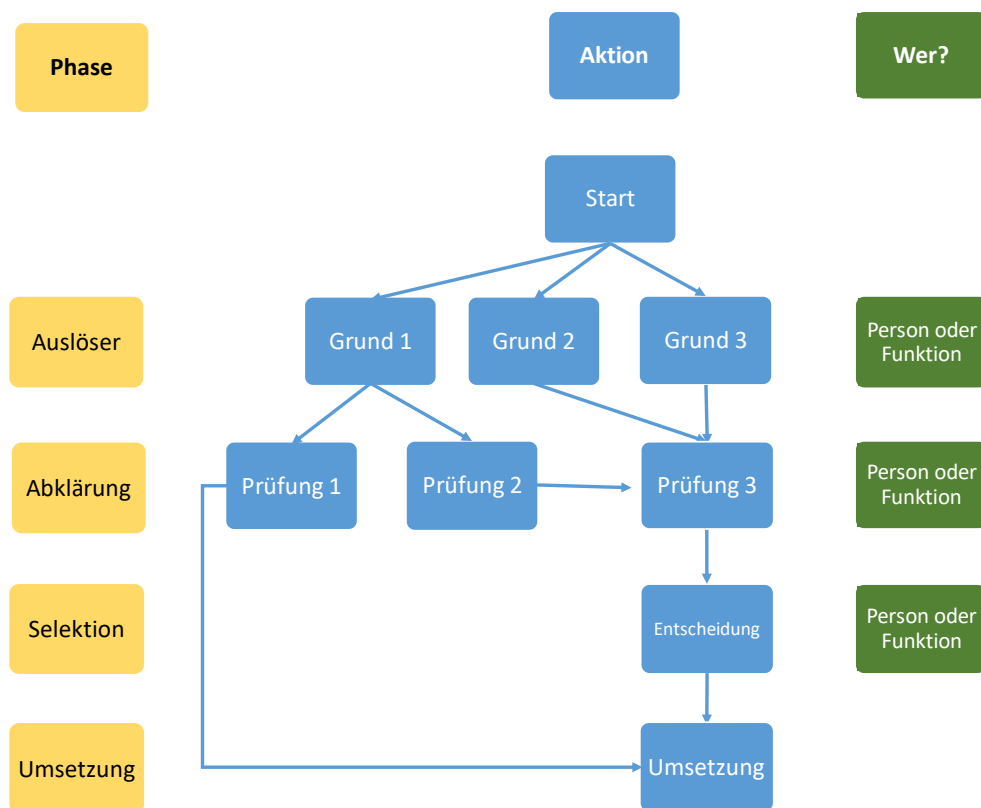 Phase
Aktion
Wer?
Start
Auslöser
Grund 1
Grund 2
Grund 3
Person oder
Funktion
Abklärung
Prüfung 1
Prüfung 2
Prüfung 3
Person oder
Funktion
Selektion
Entscheidung
Person oder
Funktion
Umsetzung
Umsetzung